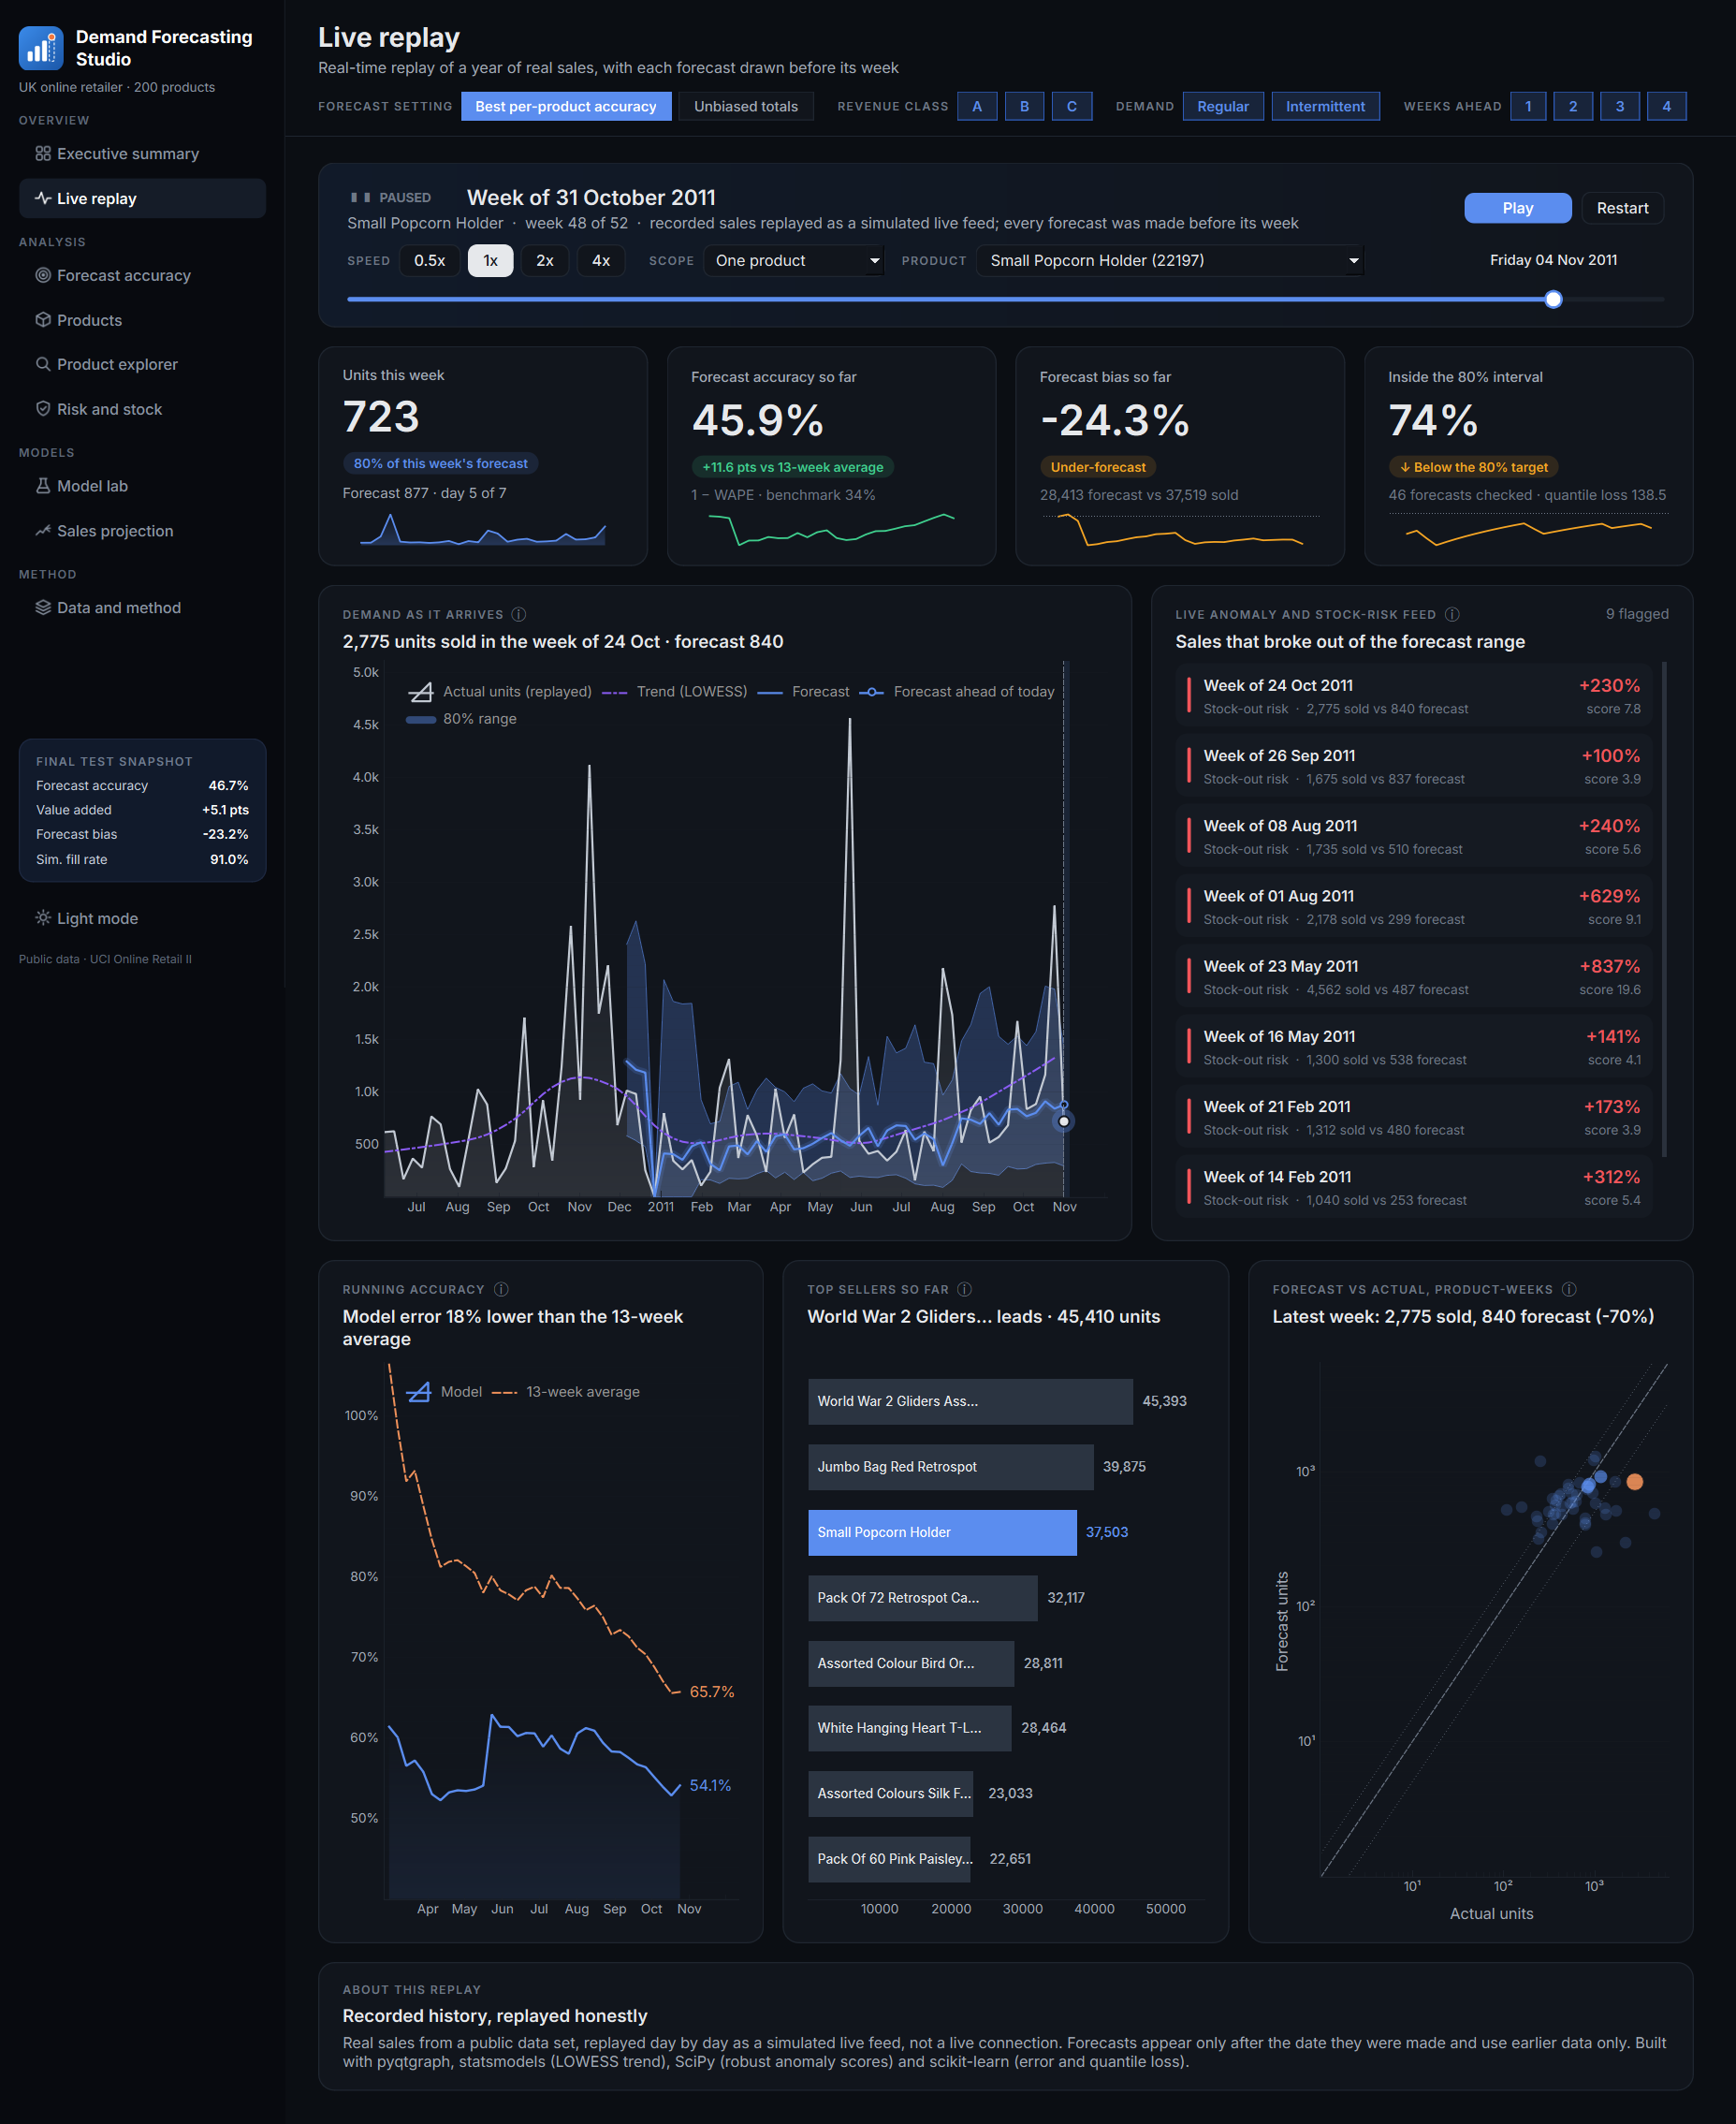 Demand Forecasting
Studio
UK online retailer · 200 products
OVERVIEW
Executive summary
Live replay
ANALYSIS
Forecast accuracy
Products
Product explorer
Risk and stock
MODELS
Model lab
Sales projection
METHOD
Data and method
FINAL TEST SNAPSHOT
Forecast accuracy 46.7%
Value added +5.1 pts
Forecast bias -23.2%
Sim. fill rate 91.0%
Light mode
Public data · UCI Online Retail II
Live replay
Real-time replay of a year of real sales, with each forecast drawn before its week
FORECAST SETTING Best per-product accuracy Unbiased totals REVENUE CLASS A B C DEMAND Regular Intermittent WEEKS AHEAD 1 2 3 4
PAUSED Week of 31 October 2011
Small Popcorn Holder · week 48 of 52 · recorded sales replayed as a simulated live feed; every forecast was made before its week
Play Restart
SPEED 0.5x 1x 2x 4x SCOPE One product PRODUCT Small Popcorn Holder (22197) Friday 04 Nov 2011
Units this week
723
80% of this week's forecast
Forecast 877 · day 5 of 7
Forecast accuracy so far
45.9%
+11.6 pts vs 13-week average
1 − WAPE · benchmark 34%
Forecast bias so far
-24.3%
Under-forecast
28,413 forecast vs 37,519 sold
Inside the 80% interval
74%
↓ Below the 80% target
46 forecasts checked · quantile loss 138.5
DEMAND AS IT ARRIVES ⓘ
2,775 units sold in the week of 24 Oct · forecast 840
Actual units (replayed) Trend (LOWESS) Forecast Forecast ahead of today
80% range
5.0k
4.5k
4.0k
3.5k
3.0k
2.5k
2.0k
1.5k
1.0k
500
Jul Aug Sep Oct Nov Dec 2011 Feb Mar Apr May Jun Jul Aug Sep Oct Nov
LIVE ANOMALY AND STOCK-RISK FEED ⓘ 9 flagged
Sales that broke out of the forecast range
Week of 24 Oct 2011 +230%
Stock-out risk · 2,775 sold vs 840 forecast score 7.8
Week of 26 Sep 2011 +100%
Stock-out risk · 1,675 sold vs 837 forecast score 3.9
Week of 08 Aug 2011 +240%
Stock-out risk · 1,735 sold vs 510 forecast score 5.6
Week of 01 Aug 2011 +629%
Stock-out risk · 2,178 sold vs 299 forecast score 9.1
Week of 23 May 2011 +837%
Stock-out risk · 4,562 sold vs 487 forecast score 19.6
Week of 16 May 2011 +141%
Stock-out risk · 1,300 sold vs 538 forecast score 4.1
Week of 21 Feb 2011 +173%
Stock-out risk · 1,312 sold vs 480 forecast score 3.9
Week of 14 Feb 2011 +312%
Stock-out risk · 1,040 sold vs 253 forecast score 5.4
RUNNING ACCURACY ⓘ
Model error 18% lower than the 13-week
average
Model 13-week average
100%
90%
80%
70%
60%
50%
65.7%
54.1%
Apr May Jun Jul Aug Sep Oct Nov
TOP SELLERS SO FAR ⓘ
World War 2 Gliders... leads · 45,410 units
World War 2 Gliders Ass... 45,393
Jumbo Bag Red Retrospot 39,875
Small Popcorn Holder 37,503
Pack Of 72 Retrospot Ca... 32,117
Assorted Colour Bird Or... 28,811
White Hanging Heart T-L... 28,464
Assorted Colours Silk F... 23,033
Pack Of 60 Pink Paisley... 22,651
10000 20000 30000 40000 50000
FORECAST VS ACTUAL, PRODUCT-WEEKS ⓘ
Latest week: 2,775 sold, 840 forecast (-70%)
Forecast units
10³
10²
10¹
10¹ 10² 10³
Actual units
ABOUT THIS REPLAY
Recorded history, replayed honestly
Real sales from a public data set, replayed day by day as a simulated live feed, not a live connection. Forecasts appear only after the date they were made and use earlier data only. Built
with pyqtgraph, statsmodels (LOWESS trend), SciPy (robust anomaly scores) and scikit-learn (error and quantile loss).